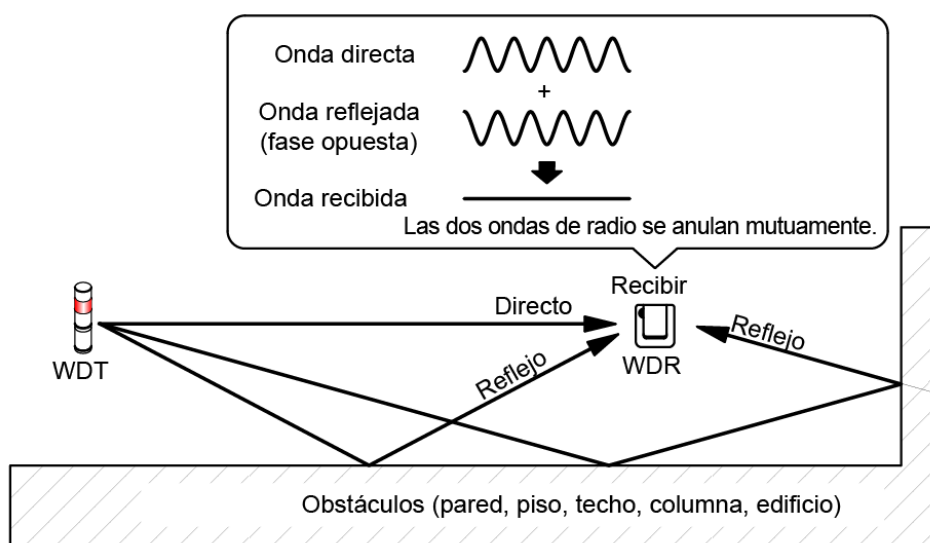 Onda directa
+
Onda reflejada
(fase opuesta)
Onda recibida
Las dos ondas de radio se anulan mutuamente.
Recibir
Directo
Reflejo
WDT
Reflejo
WDR
Obstáculos (pared, piso, techo, columna, edificio)